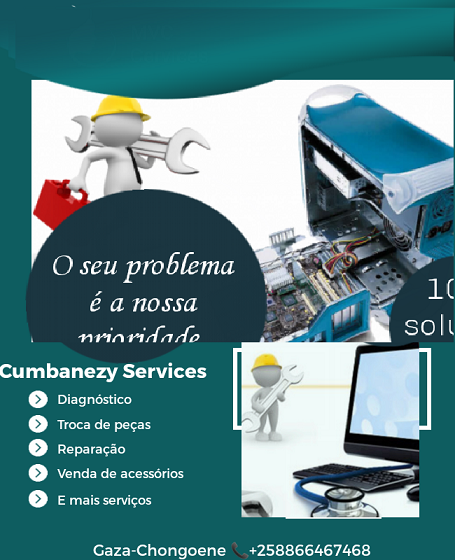 O seu problema
é a nossa
prioridade
10
solu
Cumbanezy Services
Diagnóstico
Troca de peças
Reparação
Venda de acessórios
E mais serviços
Gaza-Chongoene 📞+258866467468